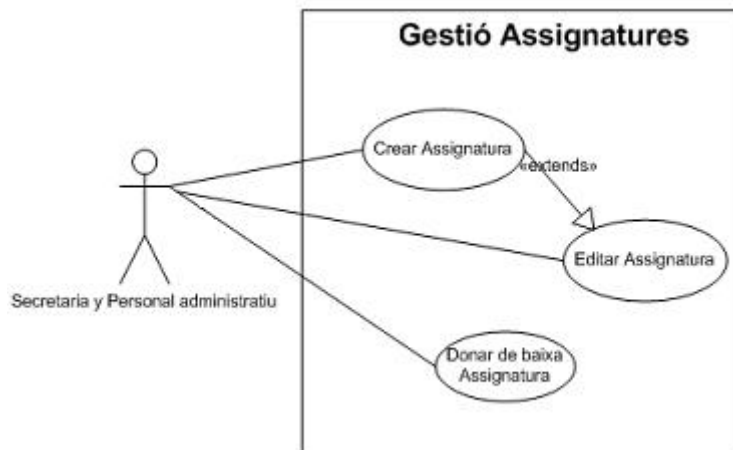 Gestió Assignatures
Crear Assignatura
«extends»
Editar Assignatura
Secretaria y Personal administratiu
Donar de baixa
Assignatura